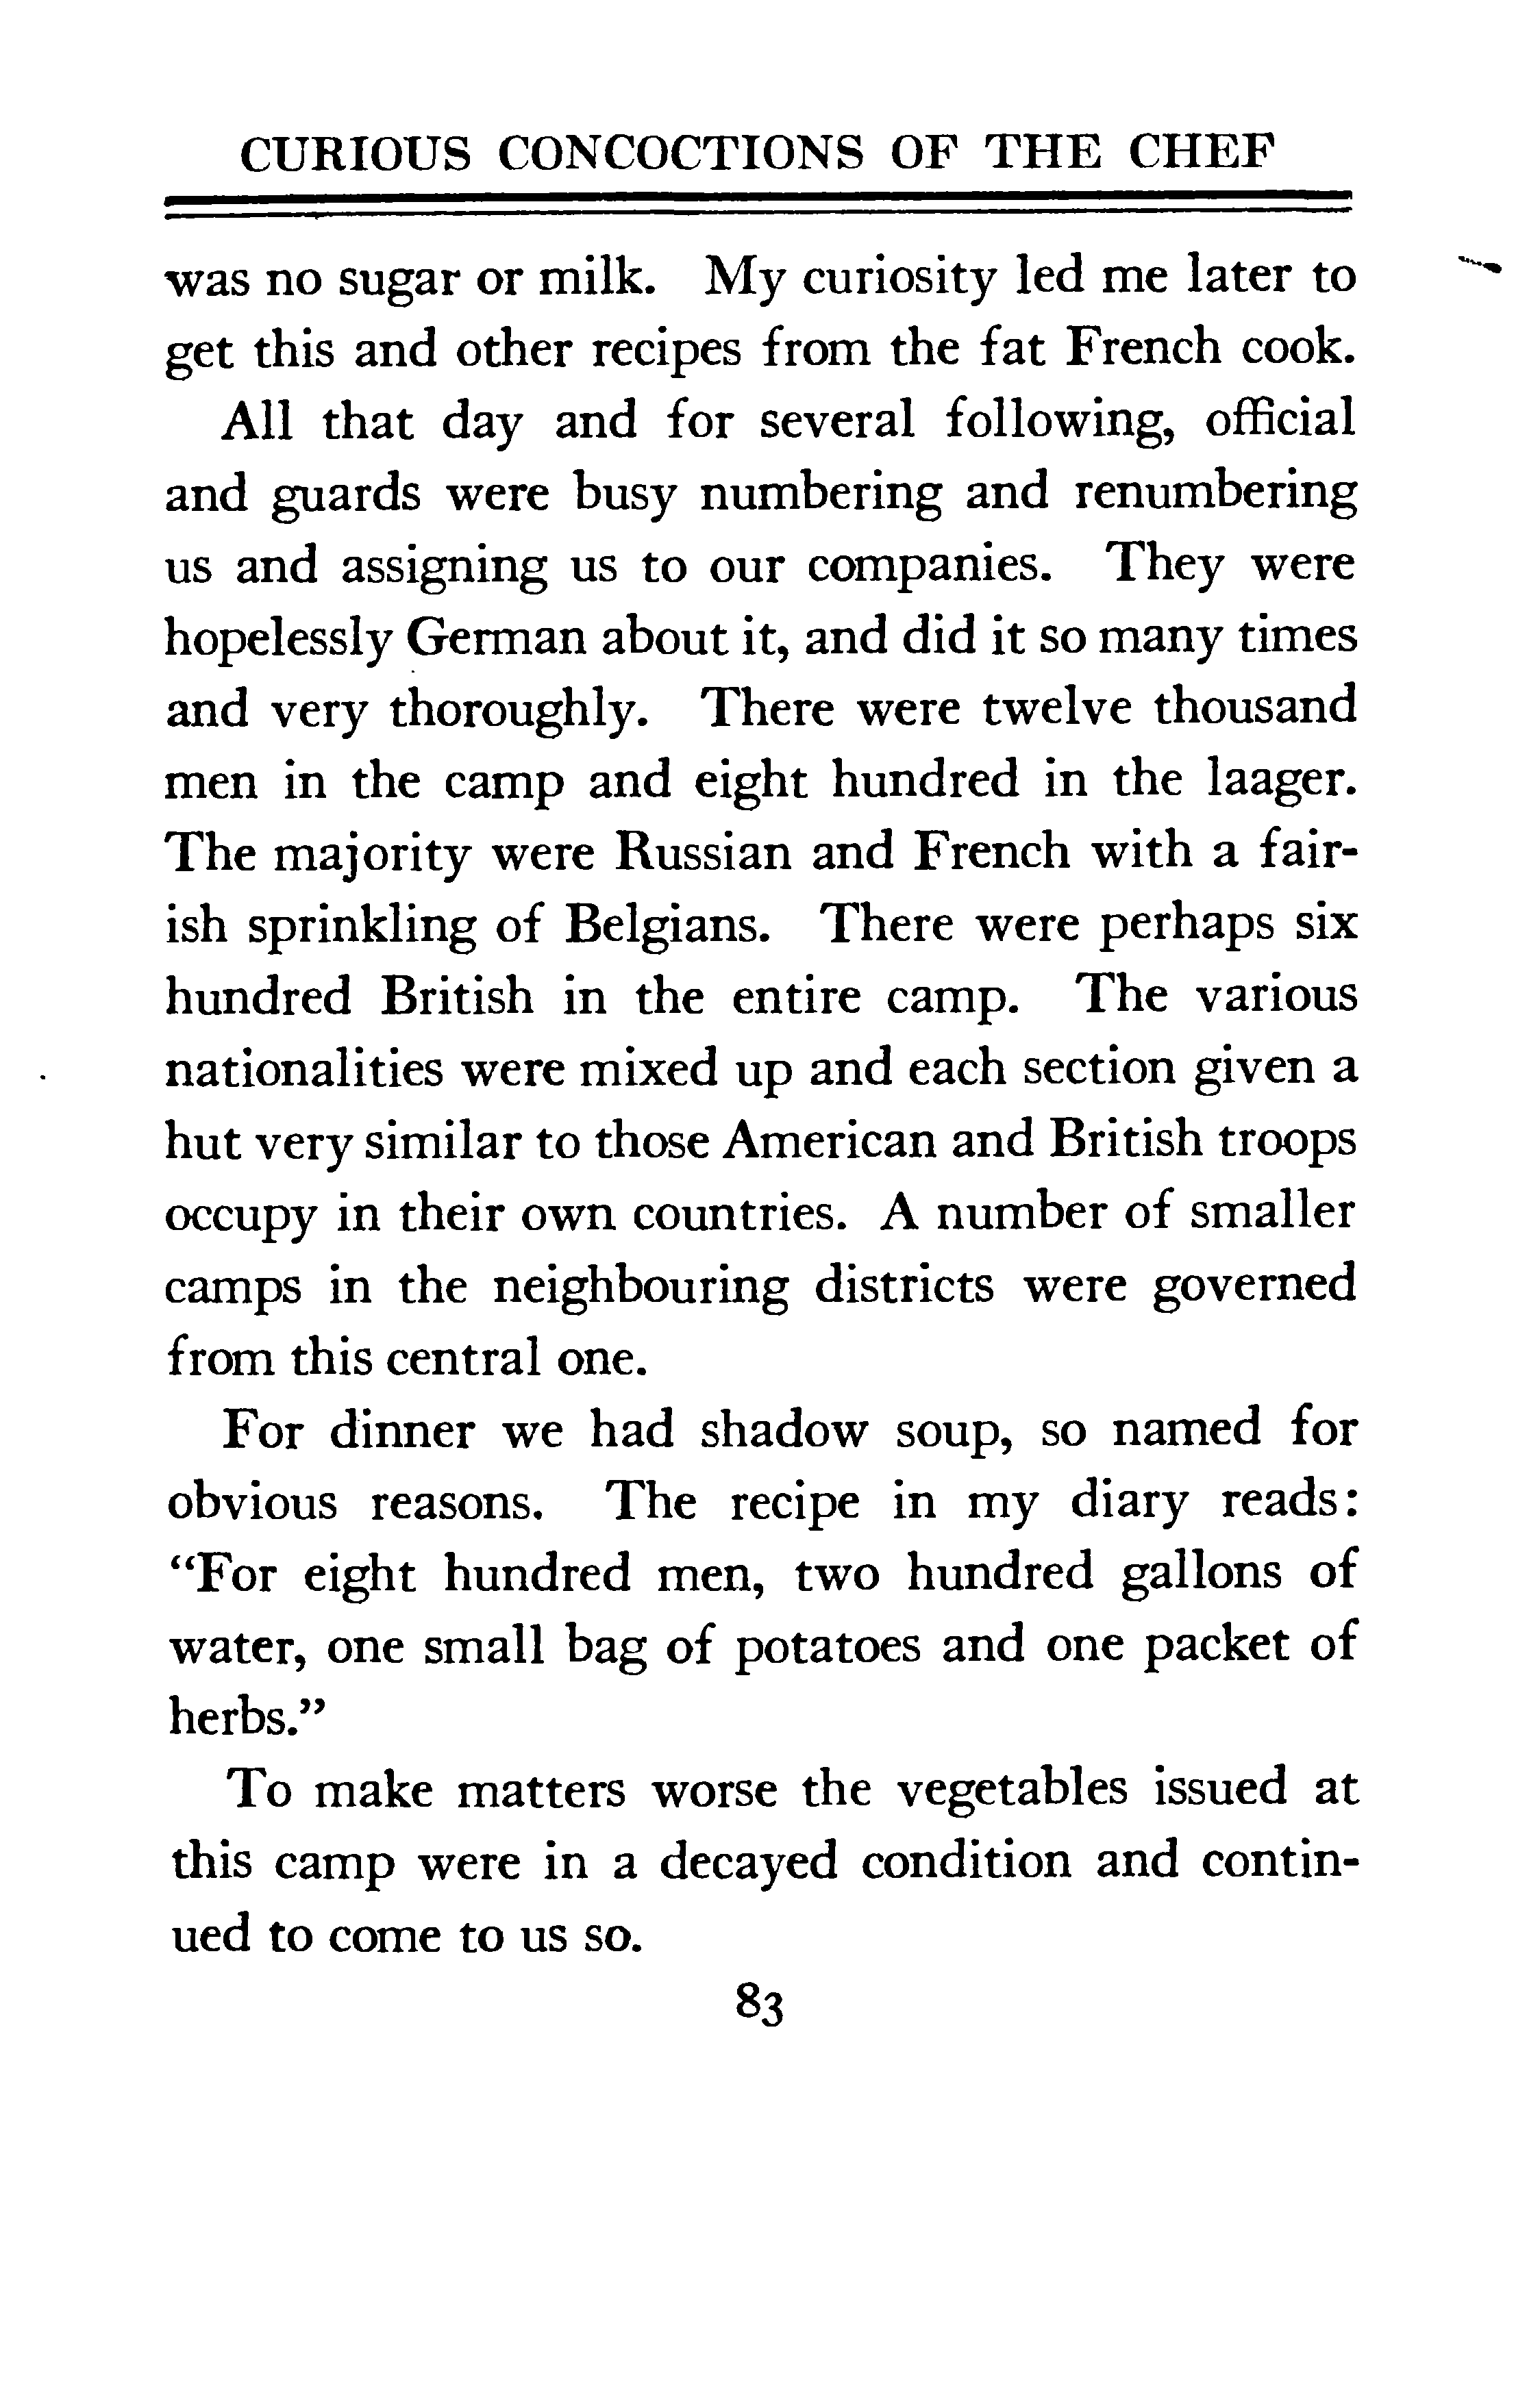 CURIOUS CONCOCTIONS OF THE CHEF
was no sugar or milk. My curiosity led me later to
get this and other recipes from the fat French cook.
All that day and for several following, official
and guards were busy numbering and renumbering
us and assigning us to our companies. They were
hopelessly German about it, and did it so many times
and very thoroughly. There were twelve thousand
men in the camp and eight hundred in the laager.
The majority were Russian and French with a fair-
ish sprinkling of Belgians. There were perhaps six
hundred British in the entire camp. The various
nationalities were mixed up and each section given a
hut very similar to those American and British troops
occupy in their own countries. A number of smaller
camps in the neighbouring districts were governed
from this central one.
For dinner we had shadow soup, so named for
obvious reasons. The recipe in my diary reads:
“For eight hundred men, two hundred gallons of
water, one small bag of potatoes and one packet of
herbs.”
To make matters worse the vegetables issued at
this camp were in a decayed condition and contin-
ued to come to us so.
83